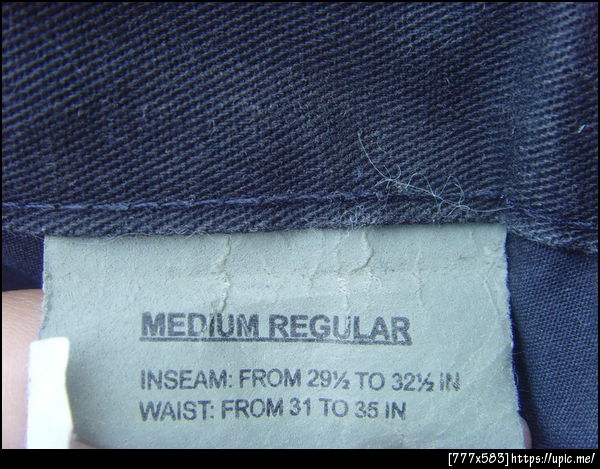 MEDIUM REGULAR
INSEAM: FROM 29½ TO 32½ IN
WAIST: FROM 31 TO 35 IN
[777x583]https://upic.me/